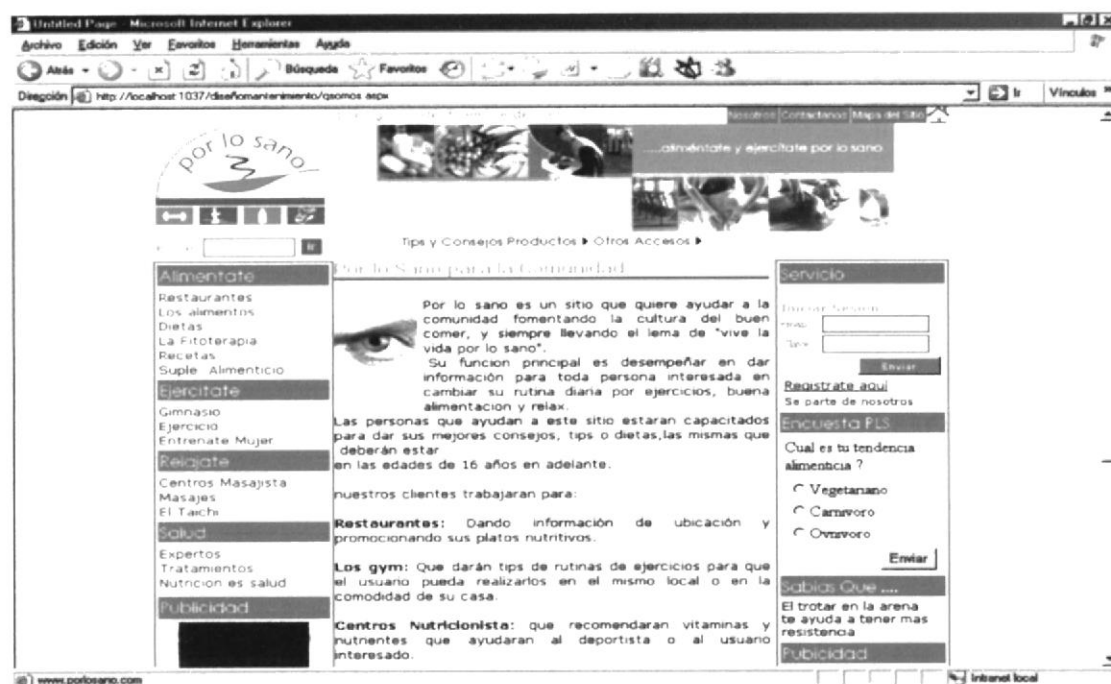 Untitled Page - Microsoft Internet Explorer
Archivo Edición Ver Favoritos Herramientas Ayuda
Atrás Búsqueda Favoritos
Dirección http://localhost:1037/diseñomantenimiento/qsomos.aspx Ir Vínculos
Nosotros Contactanos Mapa del Sitio
por lo sano!
.....aliméntate y ejercítate por lo sano
Ir
Tips y Consejos Productos Otros Accesos
Alimentate
Restaurantes
Los alimentos
Dietas
La Fitoterapia
Recetas
Suple Alimenticio
Ejercitate
Gimnasio
Ejercicio
Entrenate Mujer
Relajate
Centros Masajista
Masajes
El Taichi
Salud
Expertos
Tratamientos
Nutricion es salud
Publicidad
Por lo Sano para la Comunidad
Por lo sano es un sitio que quiere ayudar a la
comunidad fomentando la cultura del buen
comer, y siempre llevando el lema de "vive la
vida por lo sano".
Su funcion principal es desempeñar en dar
información para toda persona interesada en
cambiar su rutina diaria por ejercicios, buena
alimentacion y relax.
Las personas que ayudan a este sitio estaran capacitados
para dar sus mejores consejos, tips o dietas,las mismas que
deberán estar
en las edades de 16 años en adelante.
nuestros clientes trabajaran para:
Restaurantes: Dando información de ubicación y
promocionando sus platos nutritivos.
Los gym: Que darán tips de rutinas de ejercicios para que
el usuario pueda realizarlos en el mismo local o en la
comodidad de su casa.
Centros Nutricionista: que recomendaran vitaminas y
nutrientes que ayudaran al deportista o al usuario
interesado.
Servicio
Iniciar Sesion
Clave
Enviar
Registrate aquí
Se parte de nosotros
Encuesta PLS
Cual es tu tendencia
alimenticia ?
Vegetariano
Carnivoro
Ovnivoro
Enviar
Sabias Que ....
El trotar en la arena
te ayuda a tener mas
resistencia
Publicidad
www.porlosano.com Intranet local